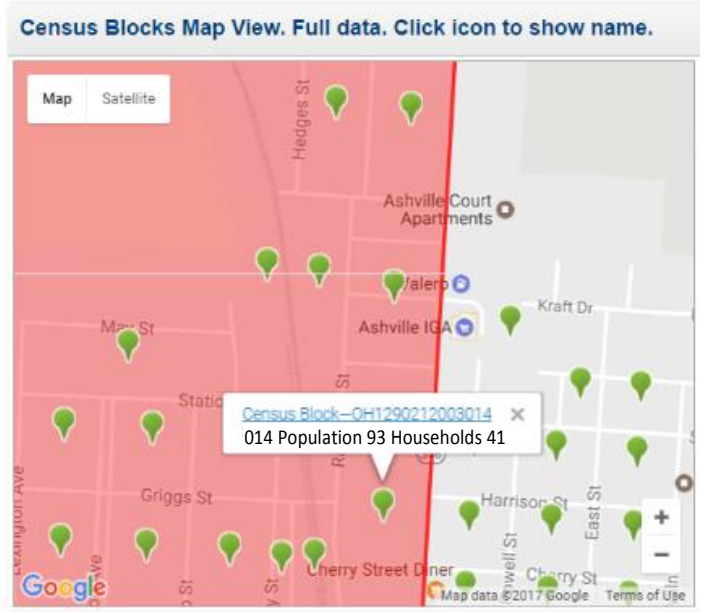 Census Blocks Map View. Full data. Click icon to show name.
Map Satellite
Hedges St
Ashville Court
Apartments
Valero
Kraft Dr
Ashville IGA
May St
Census Block—OH1290212003014 ×
014 Population 93 Households 41
Griggs St
Harrison St
East St
Lexington Ave
+
−
Cherry Street Diner
Cherry St
Google
Map data ©2017 Google Terms of Use